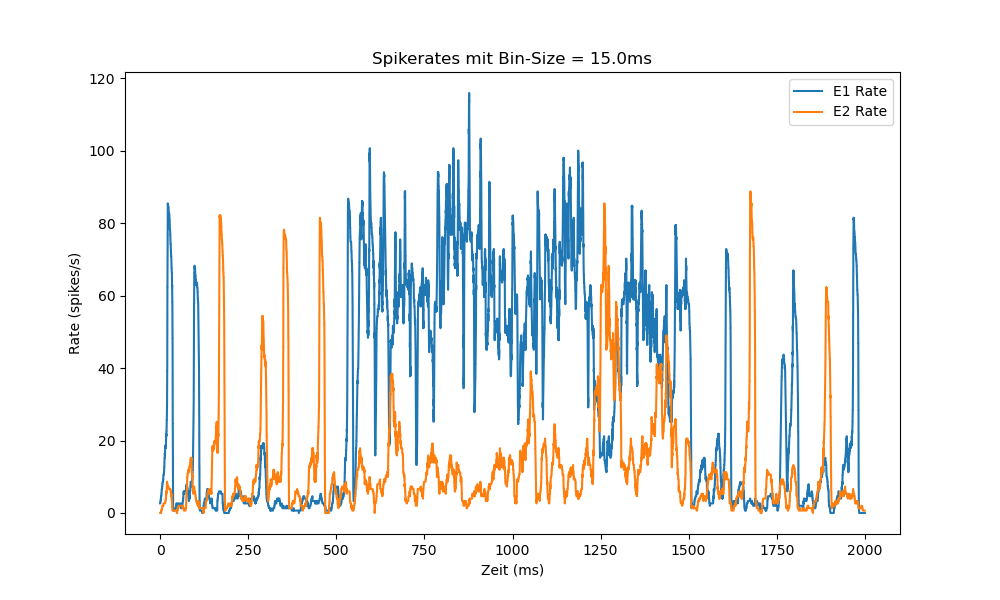 Spikerates mit Bin-Size = 15.0ms
E1 Rate
E2 Rate
Rate (spikes/s)
120
100
80
60
40
20
0
0 250 500 750 1000 1250 1500 1750 2000
Zeit (ms)